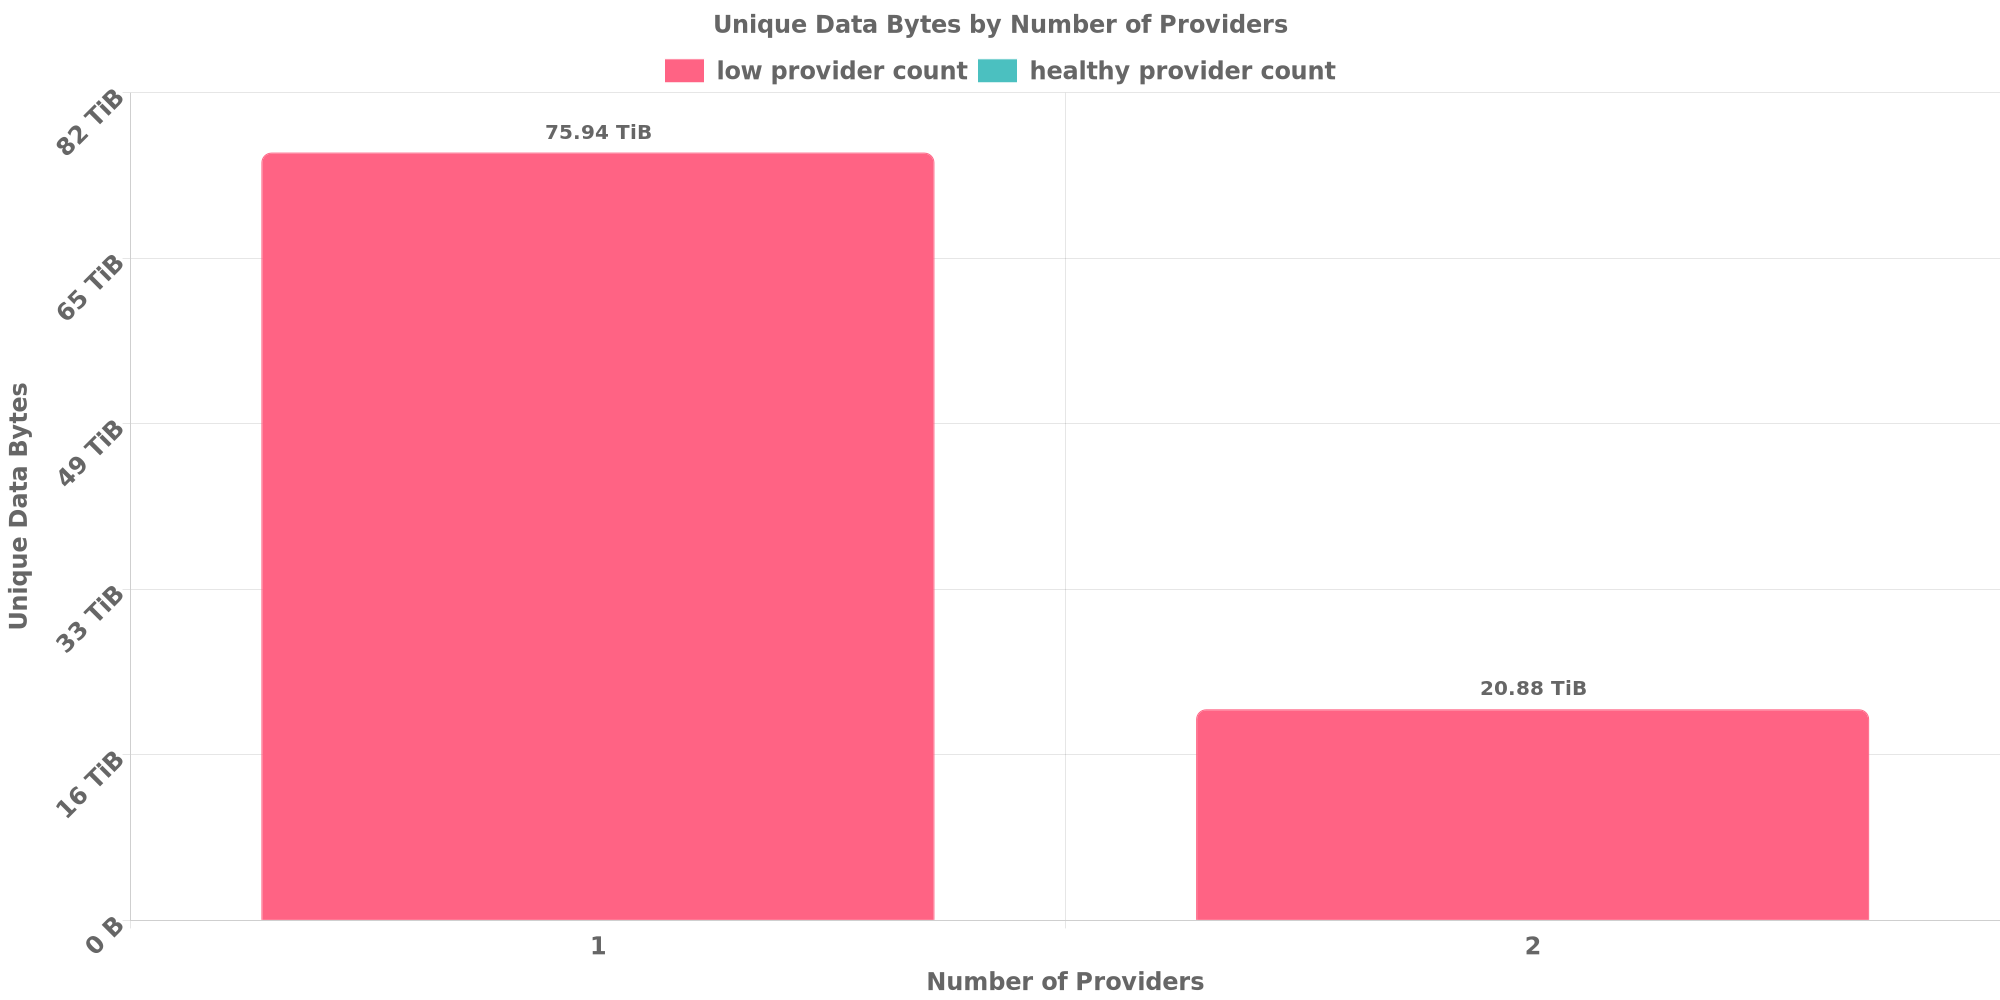 Unique Data Bytes by Number of Providers
low provider count healthy provider count
82 TiB
65 TiB
49 TiB
33 TiB
16 TiB
0 B
Unique Data Bytes
75.94 TiB
20.88 TiB
1 2
Number of Providers